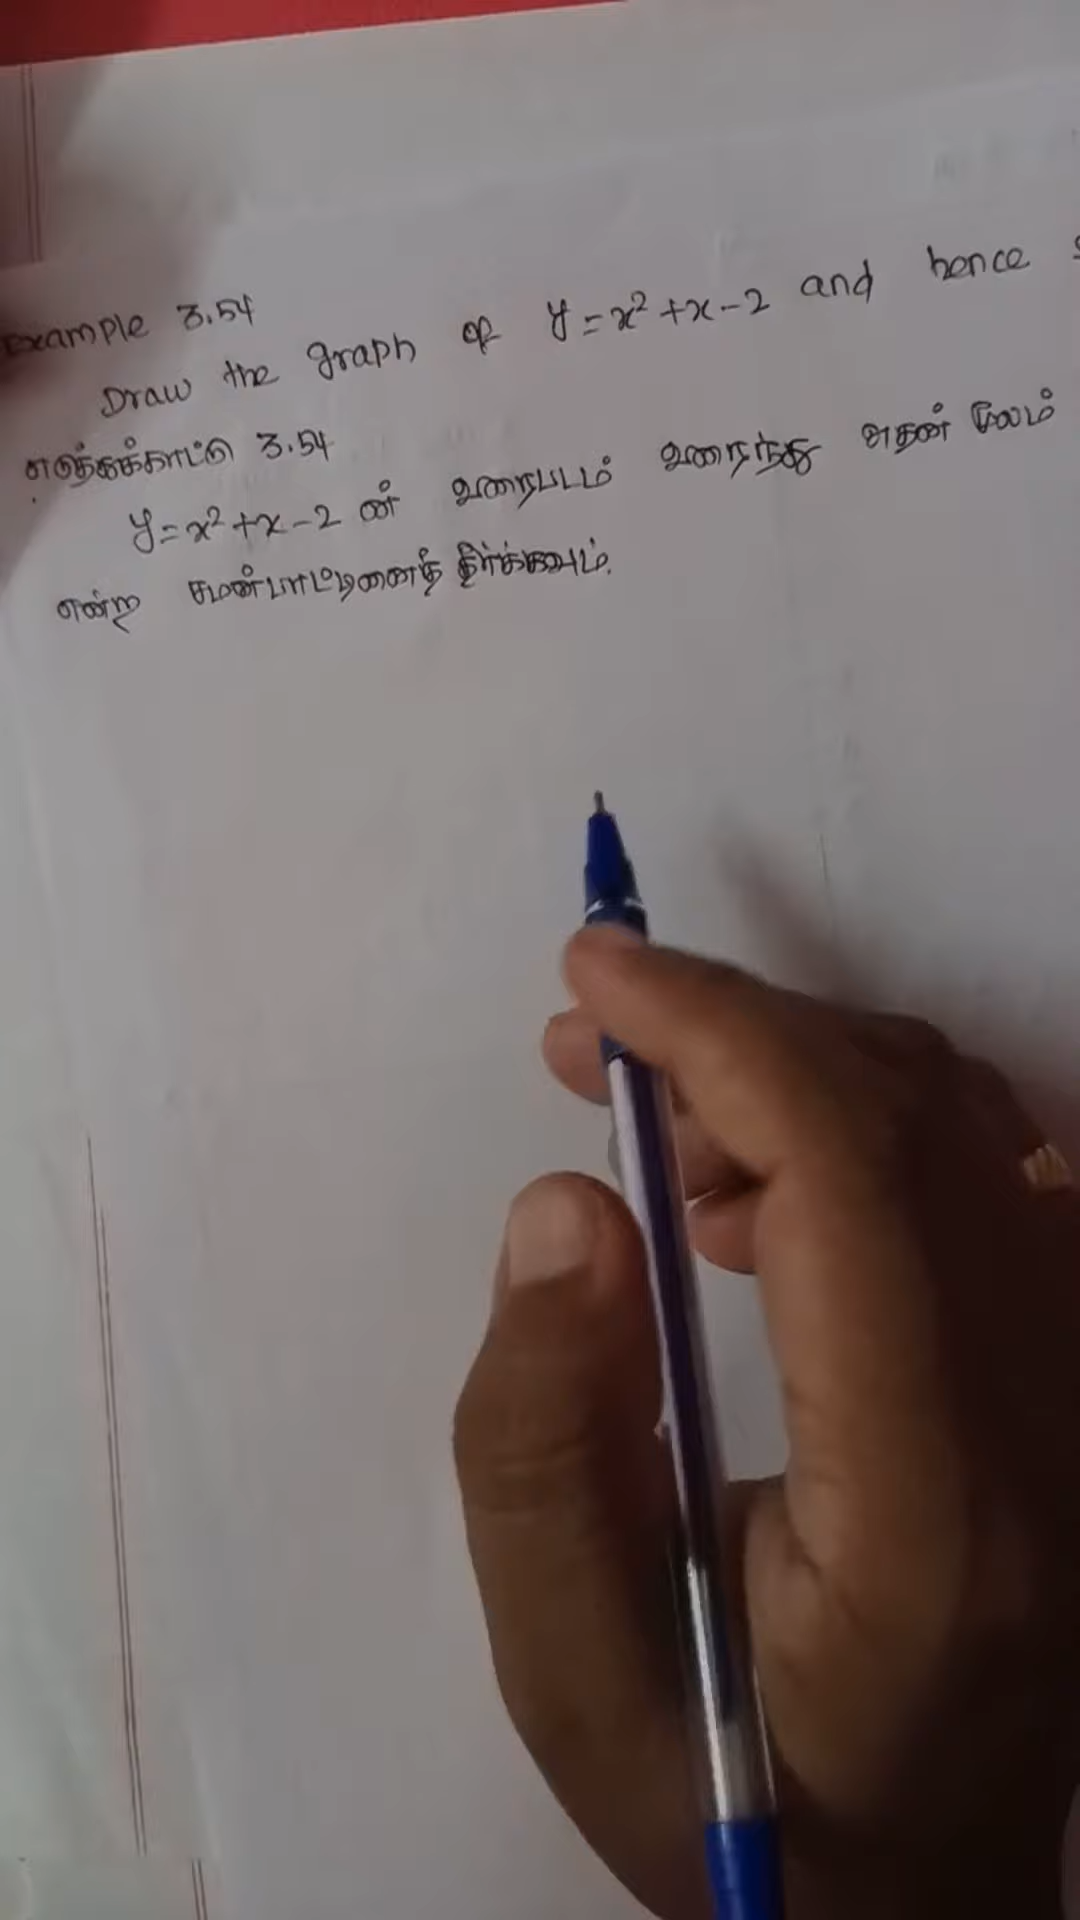 Example 3.54
Draw the graph of y = x² + x - 2 and hence
எடுத்துக்காட்டு 3.54
y = x² + x - 2 ன் வரைபடம் வரைந்து அதன் மூலம்
என்ற சமன்பாட்டினைத் தீர்க்கவும்.